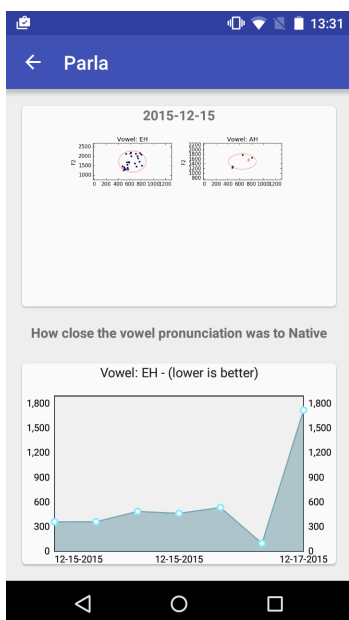 13:31
Parla
2015-12-15
Vowel: EH
Vowel: AH
2500
2000
1500
1000
F2
0 200 400 600 800 1000 1200
2200
2000
1800
1600
1400
1200
1000
800
F2
0 200 400 600 800 1000 1200
How close the vowel pronunciation was to Native
Vowel: EH - (lower is better)
1,800 1,800
1,500 1,500
1,200 1,200
900 900
600 600
300 300
0 0
12-15-2015 12-15-2015 12-17-2015